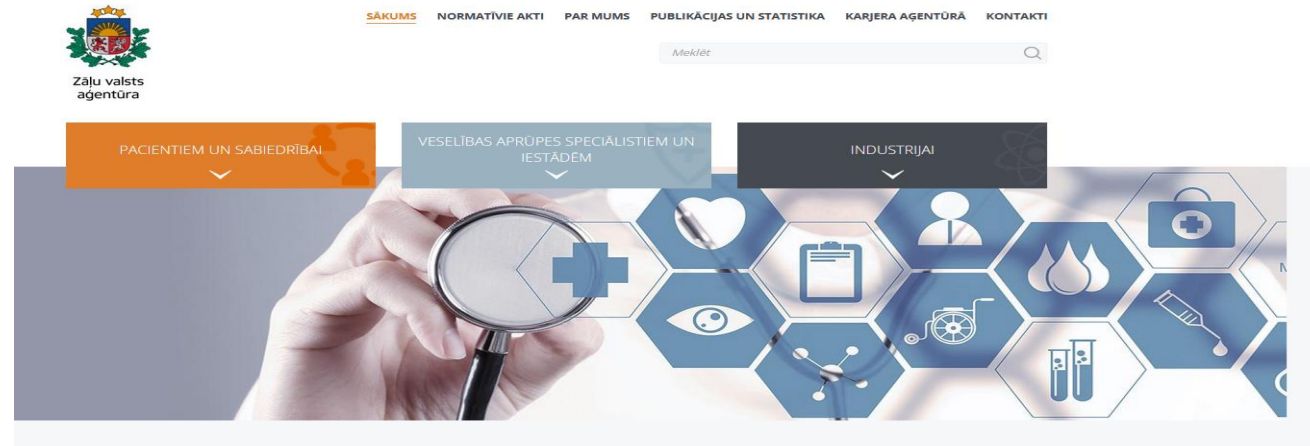 SĀKUMS NORMATĪVIE AKTI PAR MUMS PUBLIKĀCIJAS UN STATISTIKA KARJERA AĢENTŪRĀ KONTAKTI
Meklēt
Zāļu valsts
aģentūra
PACIENTIEM UN SABIEDRĪBAI
VESELĪBAS APRŪPES SPECIĀLISTIEM UN
IESTĀDĒM
INDUSTRIJAI